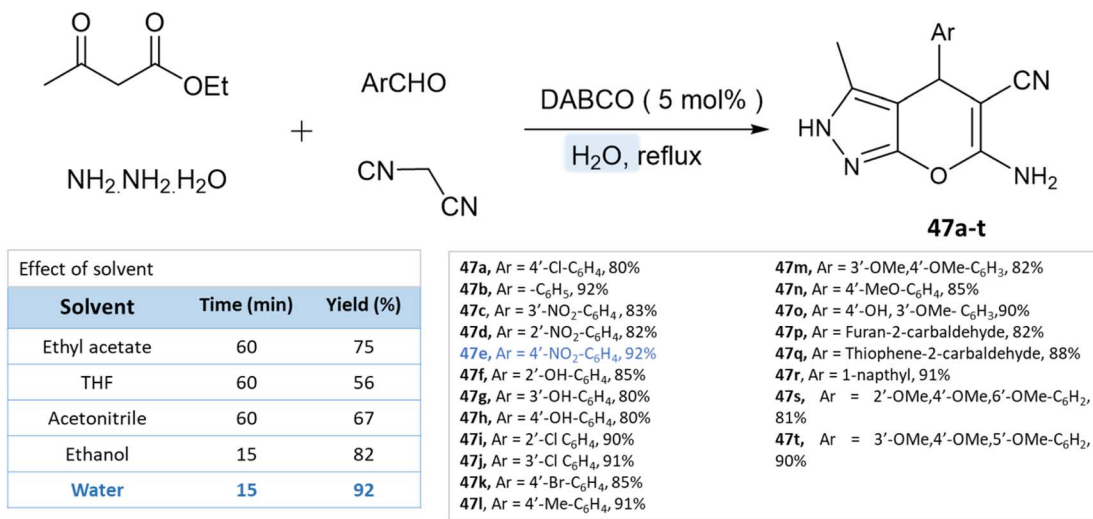 O
O
OEt
ArCHO
DABCO ( 5 mol% )
+
H₂O, reflux
NH₂.NH₂.H₂O
CN
CN
Ar
CN
HN
N
O
NH₂
47a-t
Effect of solvent
Solvent Time (min) Yield (%)
Ethyl acetate 60 75
THF 60 56
Acetonitrile 60 67
Ethanol 15 82
Water 15 92
47a, Ar = 4′-Cl-C₆H₄, 80%
47b, Ar = -C₆H₅, 92%
47c, Ar = 3′-NO₂-C₆H₄, 83%
47d, Ar = 2′-NO₂-C₆H₄, 82%
47e, Ar = 4′-NO₂-C₆H₄, 92%
47f, Ar = 2′-OH-C₆H₄, 85%
47g, Ar = 3′-OH-C₆H₄, 80%
47h, Ar = 4′-OH-C₆H₄, 80%
47i, Ar = 2′-Cl C₆H₄, 90%
47j, Ar = 3′-Cl C₆H₄, 91%
47k, Ar = 4′-Br-C₆H₄, 85%
47l, Ar = 4′-Me-C₆H₄, 91%
47m, Ar = 3′-OMe,4′-OMe-C₆H₃, 82%
47n, Ar = 4′-MeO-C₆H₄, 85%
47o, Ar = 4′-OH, 3′-OMe- C₆H₃,90%
47p, Ar = Furan-2-carbaldehyde, 82%
47q, Ar = Thiophene-2-carbaldehyde, 88%
47r, Ar = 1-napthyl, 91%
47s, Ar = 2′-OMe,4′-OMe,6′-OMe-C₆H₂,
81%
47t, Ar = 3′-OMe,4′-OMe,5′-OMe-C₆H₂,
90%